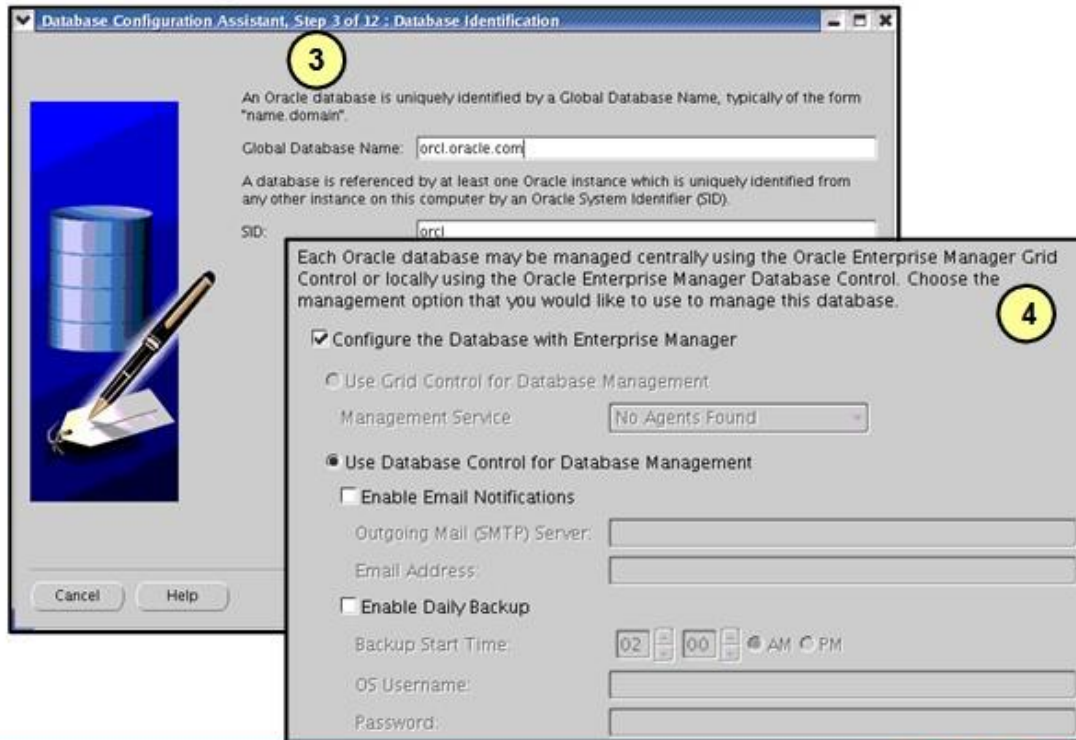 Database Configuration Assistant, Step 3 of 12 : Database Identification
3
An Oracle database is uniquely identified by a Global Database Name, typically of the form
"name.domain".
Global Database Name: orcl.oracle.com
A database is referenced by at least one Oracle instance which is uniquely identified from
any other instance on this computer by an Oracle System Identifier (SID).
SID: orcl
Cancel Help
Each Oracle database may be managed centrally using the Oracle Enterprise Manager Grid
Control or locally using the Oracle Enterprise Manager Database Control. Choose the
management option that you would like to use to manage this database.
4
Configure the Database with Enterprise Manager
Use Grid Control for Database Management
Management Service No Agents Found
Use Database Control for Database Management
Enable Email Notifications
Outgoing Mail (SMTP) Server:
Email Address:
Enable Daily Backup
Backup Start Time: 02 00 AM PM
OS Username:
Password: